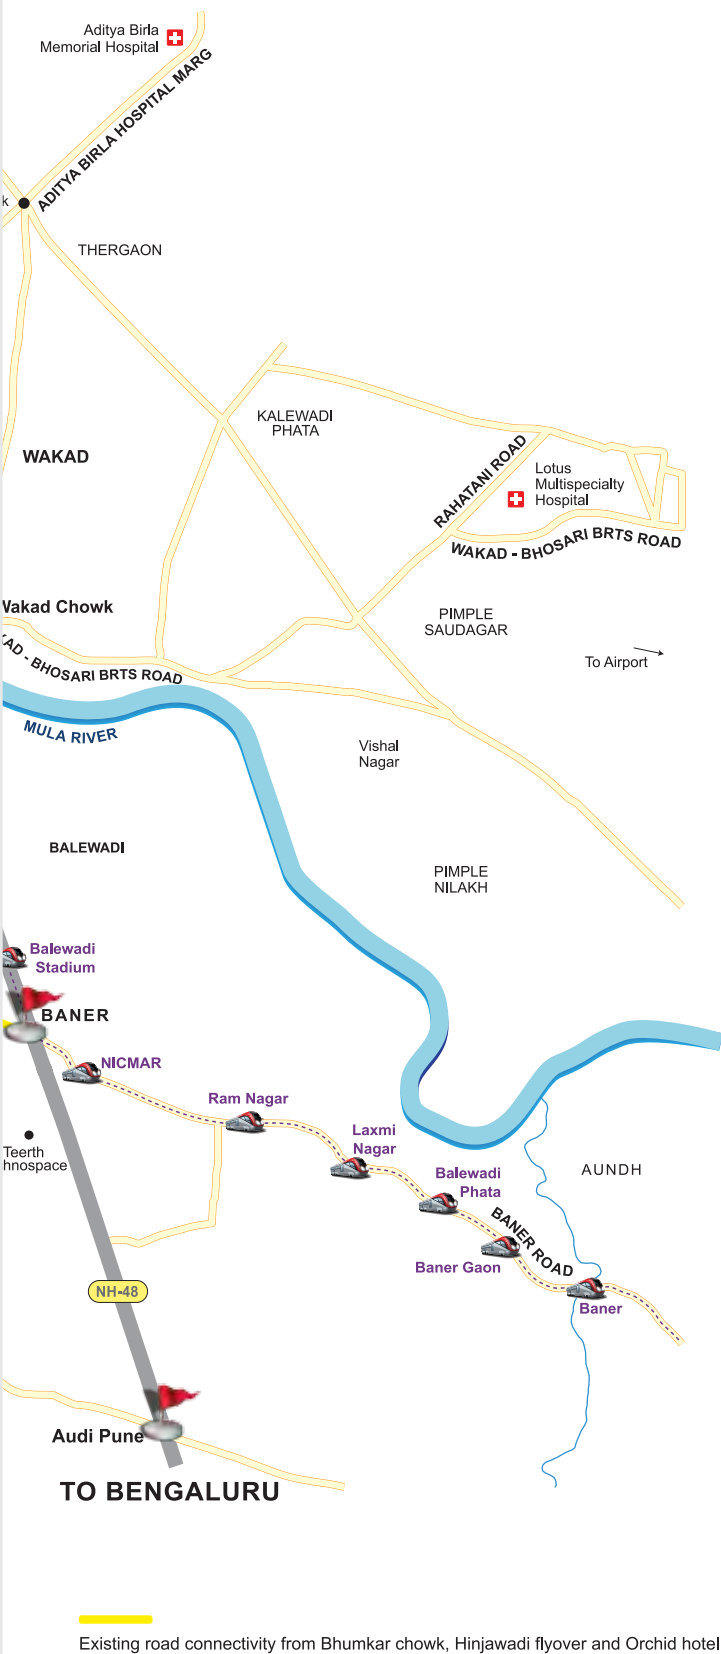 Aditya Birla
Memorial Hospital
ADITYA BIRLA HOSPITAL MARG
k
THERGAON
KALEWADI
PHATA
WAKAD
RAHATANI ROAD
Lotus
Multispecialty
Hospital
WAKAD - BHOSARI BRTS ROAD
Wakad Chowk
PIMPLE
SAUDAGAR
KAD - BHOSARI BRTS ROAD
To Airport
MULA RIVER
Vishal
Nagar
BALEWADI
PIMPLE
NILAKH
Balewadi
Stadium
BANER
NICMAR
Ram Nagar
Laxmi
Nagar
Teerth
hnospace
Balewadi
Phata
AUNDH
BANER ROAD
Baner Gaon
NH-48
Baner
Audi Pune
TO BENGALURU
Existing road connectivity from Bhumkar chowk, Hinjawadi flyover and Orchid hotel